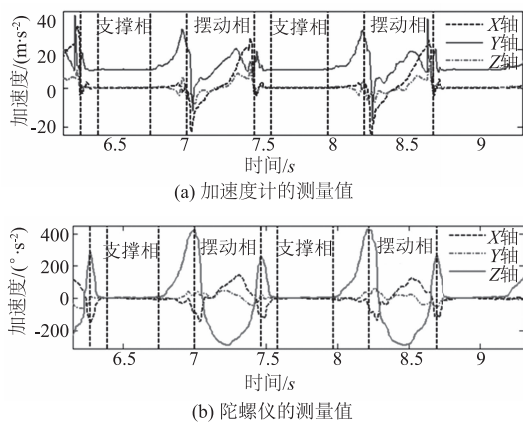 40
支撑相
摆动相
支撑相
摆动相
X轴
Y轴
Z轴
20
0
-20
加速度/(m·s⁻²)
6.5
7
7.5
8
8.5
9
时间/s
(a) 加速度计的测量值
400
支撑相
摆动相
支撑相
摆动相
X轴
Y轴
Z轴
200
0
-200
加速度/(°·s⁻²)
6.5
7
7.5
8
8.5
9
时间/s
(b) 陀螺仪的测量值